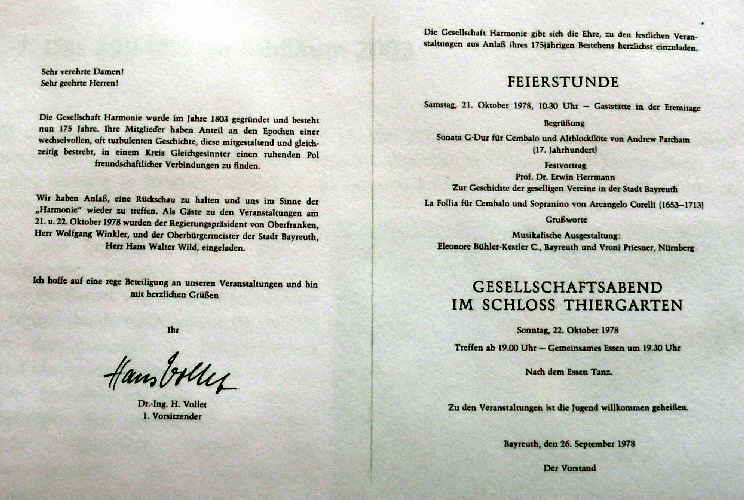 Sehr verehrte Damen!
Sehr geehrte Herren!
Die Gesellschaft Harmonie wurde im Jahre 1803 gegründet und besteht
nun 175 Jahre. Ihre Mitglieder haben Anteil an den Epochen einer
wechselvollen, oft turbulenten Geschichte, diese mitgestaltend und gleich-
zeitig bestrebt, in einem Kreis Gleichgesinnter einen ruhenden Pol
freundschaftlicher Verbindungen zu finden.
Wir haben Anlaß, eine Rückschau zu halten und uns im Sinne der
„Harmonie“ wieder zu treffen. Als Gäste zu den Veranstaltungen am
21. u. 22. Oktober 1978 wurden der Regierungspräsident von Oberfranken,
Herr Wolfgang Winkler, und der Oberbürgermeister der Stadt Bayreuth,
Herr Hans Walter Wild, eingeladen.
Ich hoffe auf eine rege Beteiligung an unseren Veranstaltungen und bin
mit herzlichen Grüßen
Ihr
Hans Vollet
Dr.-Ing. H. Vollet
1. Vorsitzender
Die Gesellschaft Harmonie gibt sich die Ehre, zu den festlichen Veran-
staltungen aus Anlaß ihres 175jährigen Bestehens herzlichst einzuladen.
FEIERSTUNDE
Samstag, 21. Oktober 1978, 10.30 Uhr — Gaststätte in der Eremitage
Begrüßung
Sonata G-Dur für Cembalo und Altblockflöte von Andrew Parcham
(17. Jahrhundert)
Festvortrag
Prof. Dr. Erwin Herrmann
Zur Geschichte der geselligen Vereine in der Stadt Bayreuth
La Follia für Cembalo und Sopranino von Arcangelo Corelli (1653—1713)
Grußworte
Musikalische Ausgestaltung:
Eleonore Bühler-Kestler C., Bayreuth und Vroni Priesner, Nürnberg
GESELLSCHAFTSABEND
IM SCHLOSS THIERGARTEN
Sonntag, 22. Oktober 1978
Treffen ab 19.00 Uhr — Gemeinsames Essen um 19.30 Uhr
Nach dem Essen Tanz.
Zu den Veranstaltungen ist die Jugend willkommen geheißen.
Bayreuth, den 26. September 1978
Der Vorstand